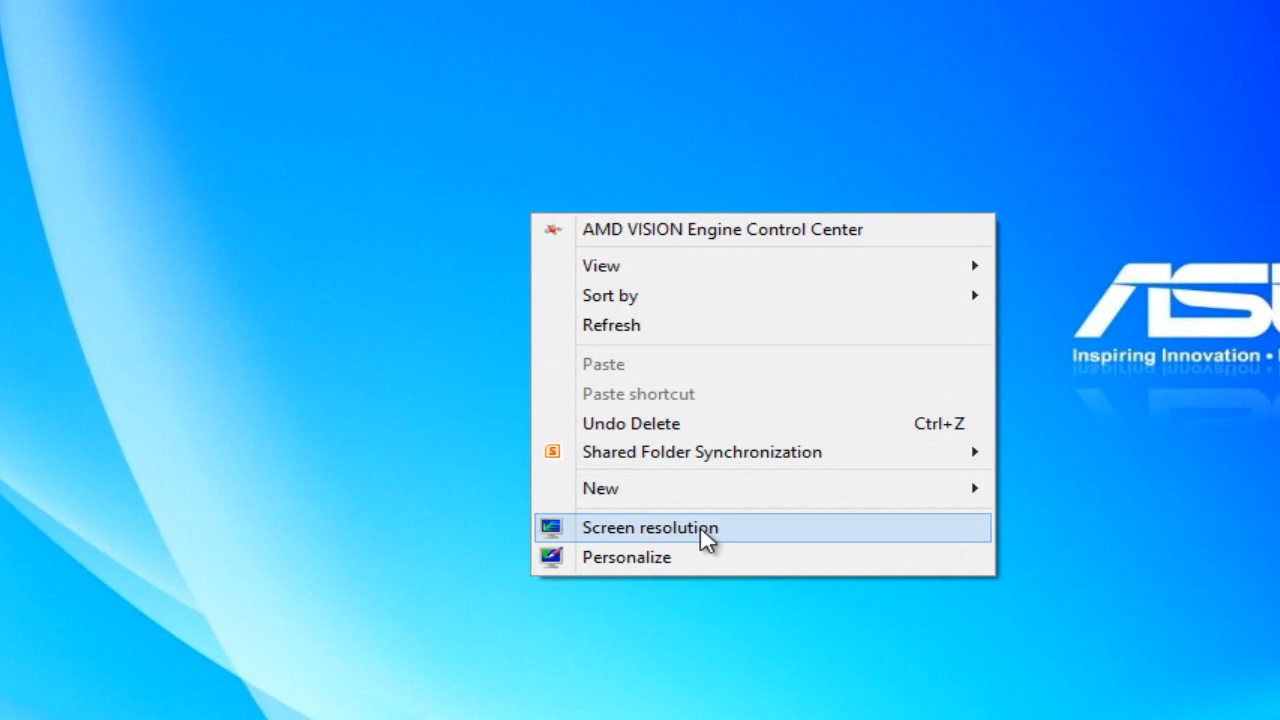 AMD VISION Engine Control Center
View
Sort by
Refresh
Paste
Paste shortcut
Undo Delete Ctrl+Z
S
Shared Folder Synchronization
New
Screen resolution
Personalize
Inspiring Innovation •